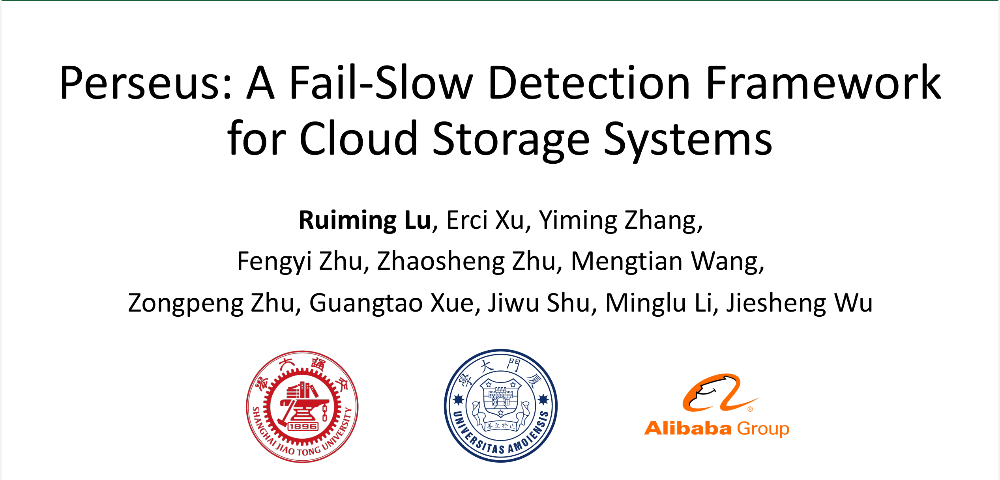 Perseus: A Fail-Slow Detection Framework
for Cloud Storage Systems
Ruiming Lu, Erci Xu, Yiming Zhang,
Fengyi Zhu, Zhaosheng Zhu, Mengtian Wang,
Zongpeng Zhu, Guangtao Xue, Jiwu Shu, Minglu Li, Jiesheng Wu
學大通交
1896
SHANGHAI JIAO TONG UNIVERSITY
學大門廈
善至於止
UNIVERSITAS AMOIENSIS
®
Alibaba Group